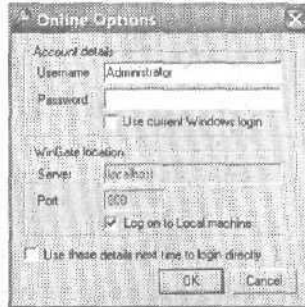 Online Options
Account details
Username Administrator
Password
Use current Windows login
WinGate location
Server localhost
Port 808
Log on to Local machine
Use these details next time to login directly
OK Cancel